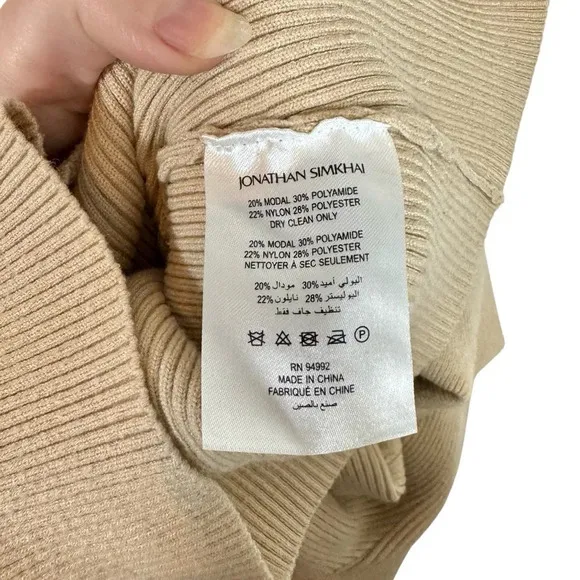 JONATHAN SIMKHAI
20% MODAL 30% POLYAMIDE
22% NYLON 28% POLYESTER
DRY CLEAN ONLY
20% MODAL 30% POLYAMIDE
22% NYLON 28% POLYESTER
NETTOYER À SEC SEULEMENT
20% مودال 30% البولي أميد
22% نايلون 28% البوليستر
تنظيف جاف فقط
P
RN 94992
MADE IN CHINA
FABRIQUÉ EN CHINE
صنع بالصين